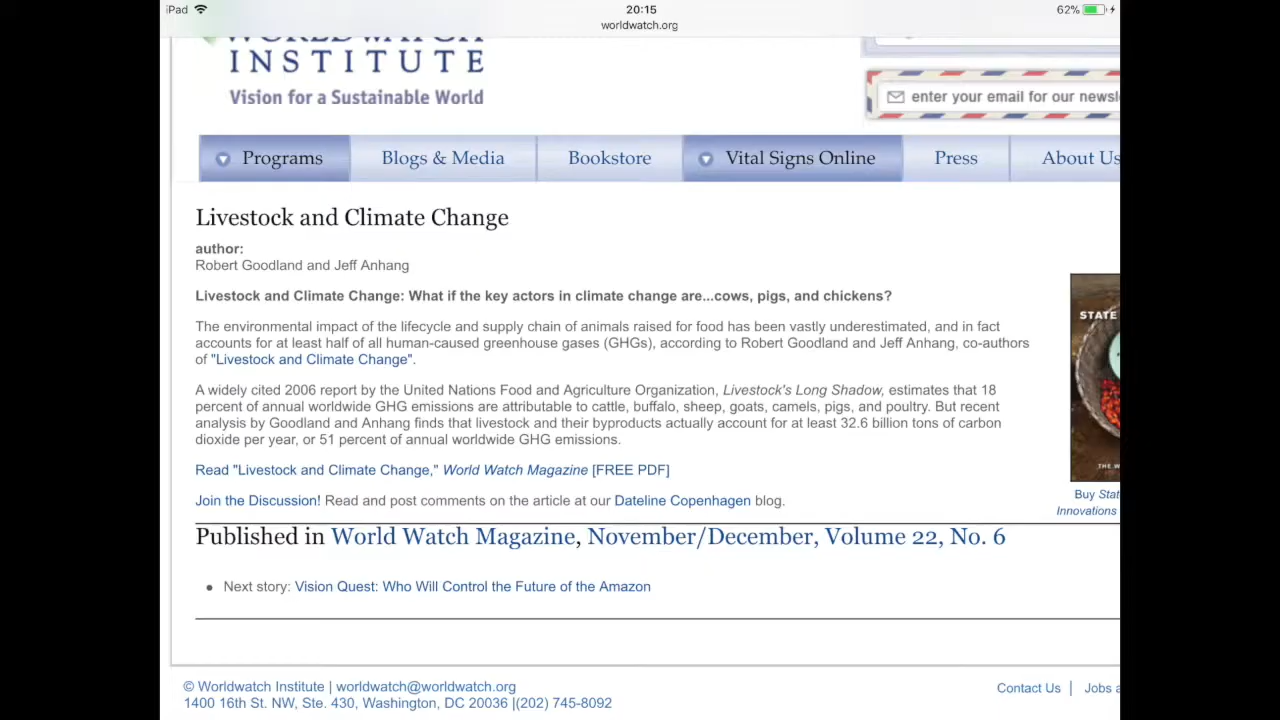 iPad 20:15 62%
worldwatch.org
WORLDWATCH
INSTITUTE
Vision for a Sustainable World
enter your email for our newsl
Programs Blogs & Media Bookstore Vital Signs Online Press About Us
Livestock and Climate Change
author:
Robert Goodland and Jeff Anhang
Livestock and Climate Change: What if the key actors in climate change are...cows, pigs, and chickens?
The environmental impact of the lifecycle and supply chain of animals raised for food has been vastly underestimated, and in fact
accounts for at least half of all human-caused greenhouse gases (GHGs), according to Robert Goodland and Jeff Anhang, co-authors
of "Livestock and Climate Change".
A widely cited 2006 report by the United Nations Food and Agriculture Organization, Livestock's Long Shadow, estimates that 18
percent of annual worldwide GHG emissions are attributable to cattle, buffalo, sheep, goats, camels, pigs, and poultry. But recent
analysis by Goodland and Anhang finds that livestock and their byproducts actually account for at least 32.6 billion tons of carbon
dioxide per year, or 51 percent of annual worldwide GHG emissions.
Read "Livestock and Climate Change," World Watch Magazine [FREE PDF]
Join the Discussion! Read and post comments on the article at our Dateline Copenhagen blog.
Published in World Watch Magazine, November/December, Volume 22, No. 6
• Next story: Vision Quest: Who Will Control the Future of the Amazon
STATE
THE W
Buy Stat
Innovations
© Worldwatch Institute | worldwatch@worldwatch.org
1400 16th St. NW, Ste. 430, Washington, DC 20036 |(202) 745-8092
Contact Us | Jobs a